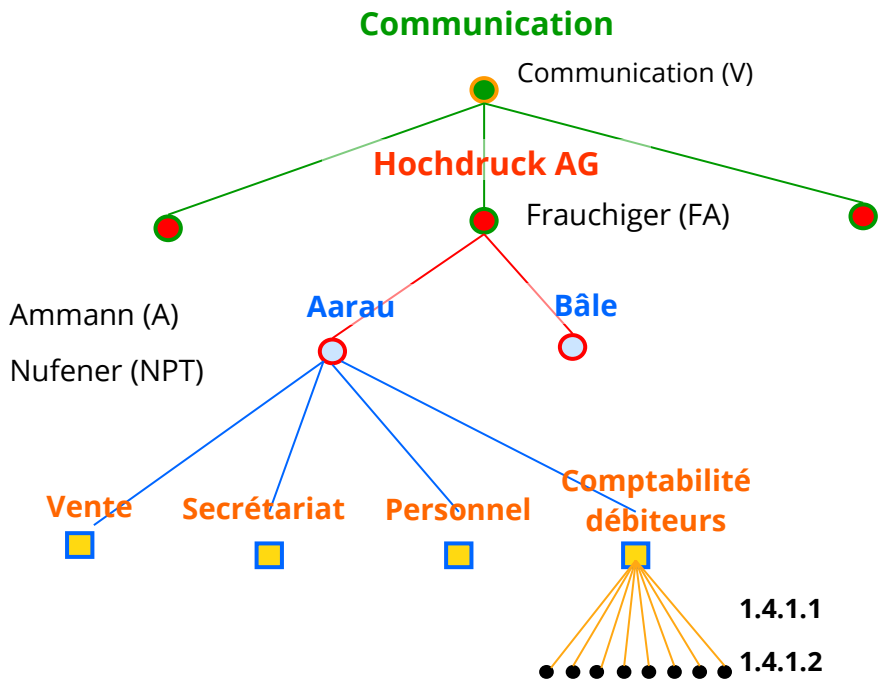 Communication
Communication (V)
Hochdruck AG
Frauchiger (FA)
Aarau
Bâle
Ammann (A)
Nufener (NPT)
Vente
Secrétariat
Personnel
Comptabilité
débiteurs
1.4.1.1
1.4.1.2